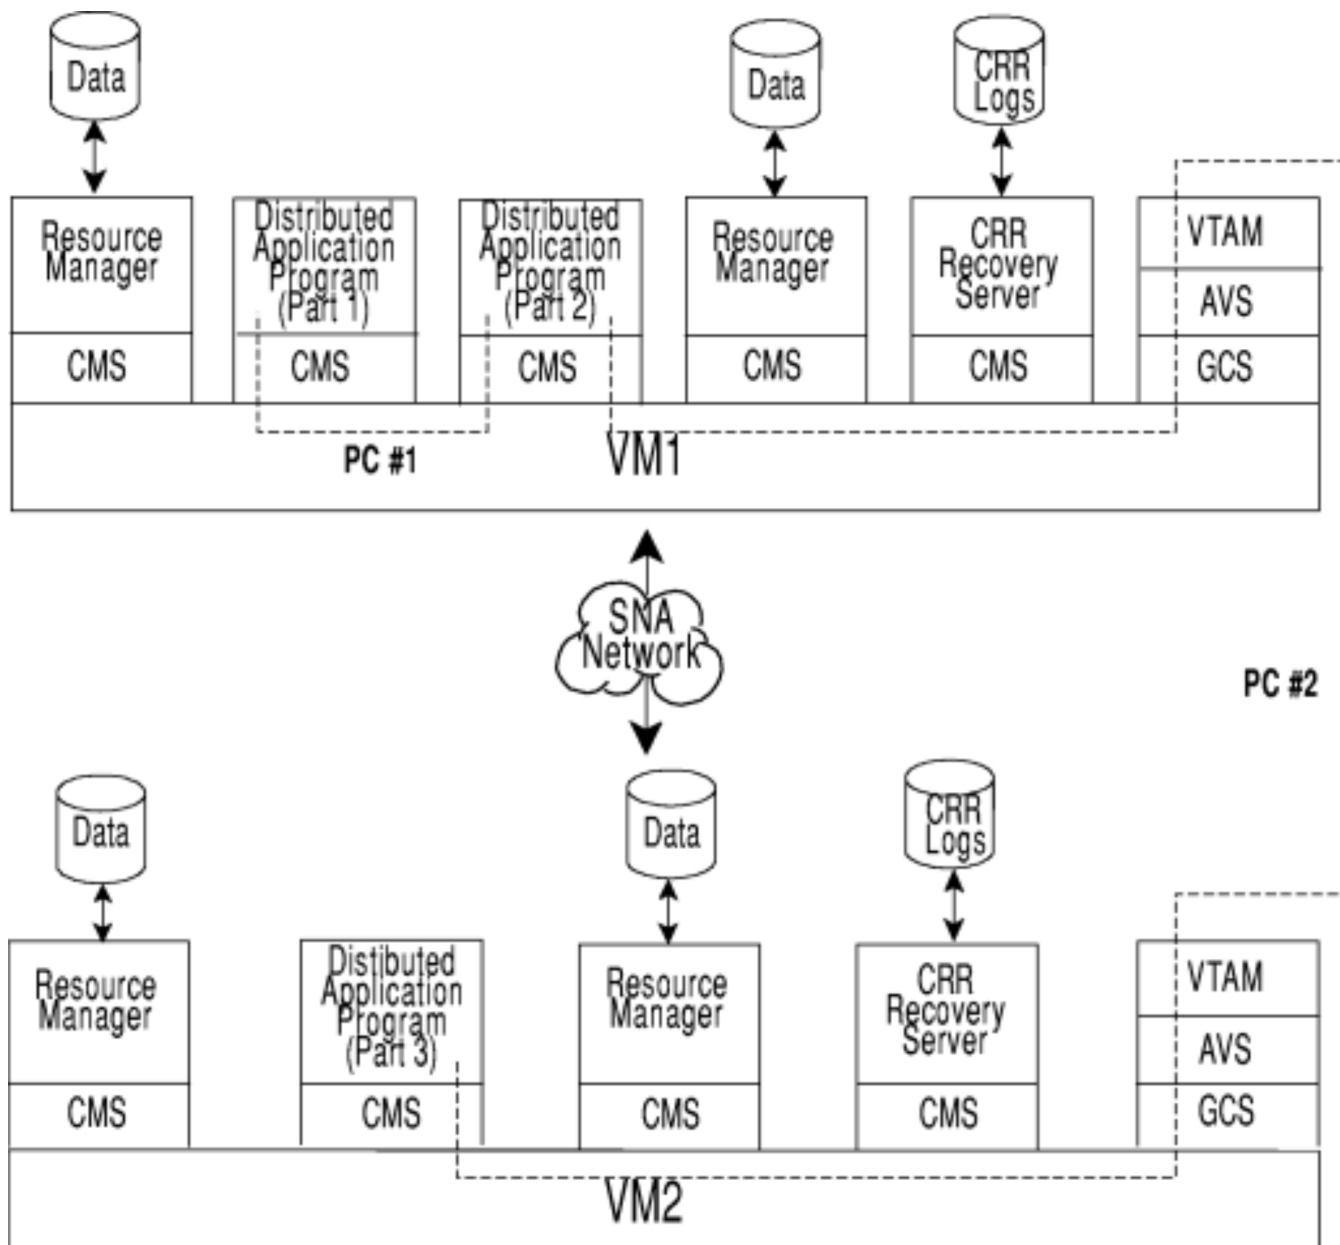 Data
Data
CRR
Logs
Resource
Manager
Distributed
Application
Program
(Part 1)
Distributed
Application
Program
(Part 2)
Resource
Manager
CRR
Recovery
Server
VTAM
AVS
CMS
CMS
CMS
CMS
CMS
GCS
PC #1
VM1
SNA
Network
PC #2
Data
Data
CRR
Logs
Resource
Manager
Distibuted
Application
Program
(Part 3)
Resource
Manager
CRR
Recovery
Server
VTAM
AVS
CMS
CMS
CMS
CMS
GCS
VM2